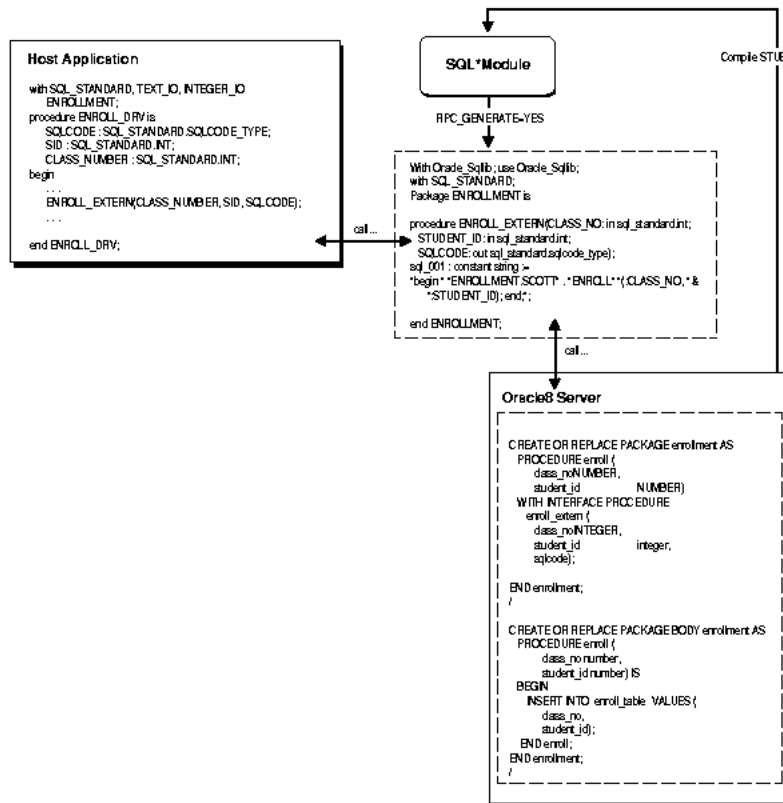 Host Application
with SQL_STANDARD, TEXT_IO, INTEGER_IO
ENROLLMENT;
procedure ENROLL_DRV is
SQLCODE : SQL_STANDARD.SQLCODE_TYPE;
SID : SQL_STANDARD.INT;
CLASS_NUMBER : SQL_STANDARD.INT;
begin
. . .
ENROLL_EXTERN(CLASS_NUMBER, SID, SQLCODE);
. . .
end ENROLL_DRV;
SQL*Module
Compile STUB
RPC_GENERATE=YES
call...
With Oracle_Sqllib; use Oracle_Sqllib;
with SQL_STANDARD;
Package ENROLLMENT is
procedure ENROLL_EXTERN(CLASS_NO: in sql_standard.int;
STUDENT_ID: in sql_standard.int;
SQLCODE: out sql_standard.sqlcode_type);
sql_001 : constant string :=
"begin" "ENROLLMENT.SCOTT" . "ENROLL" "(:CLASS_NO, " &
":STUDENT_ID); end;";
end ENROLLMENT;
call...
Oracle8 Server
CREATE OR REPLACE PACKAGE enrollment AS
PROCEDURE enroll (
class_noNUMBER,
student_id NUMBER)
WITH INTERFACE PROCEDURE
enroll_extern (
class_noINTEGER,
student_id integer,
sqlcode);
END enrollment;
/
CREATE OR REPLACE PACKAGE BODY enrollment AS
PROCEDURE enroll (
class_no number,
student_id number) IS
BEGIN
INSERT INTO enroll_table VALUES (
class_no,
student_id);
END enroll;
END enrollment;
/